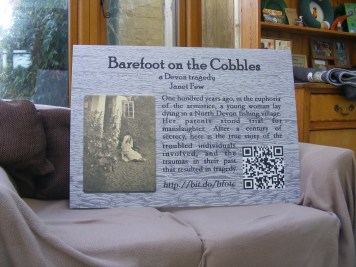 Barefoot on the Cobbles
a Devon tragedy
Janet Few
One hundred years ago, in the euphoria
of the armistice, a young woman lay
dying in a North Devon fishing village.
Her parents stood trial for
manslaughter. After a century of
secrecy, here is the true story of the
troubled individuals
involved, and the
traumas in their past
that resulted in tragedy.
http://bit.do/bfotc